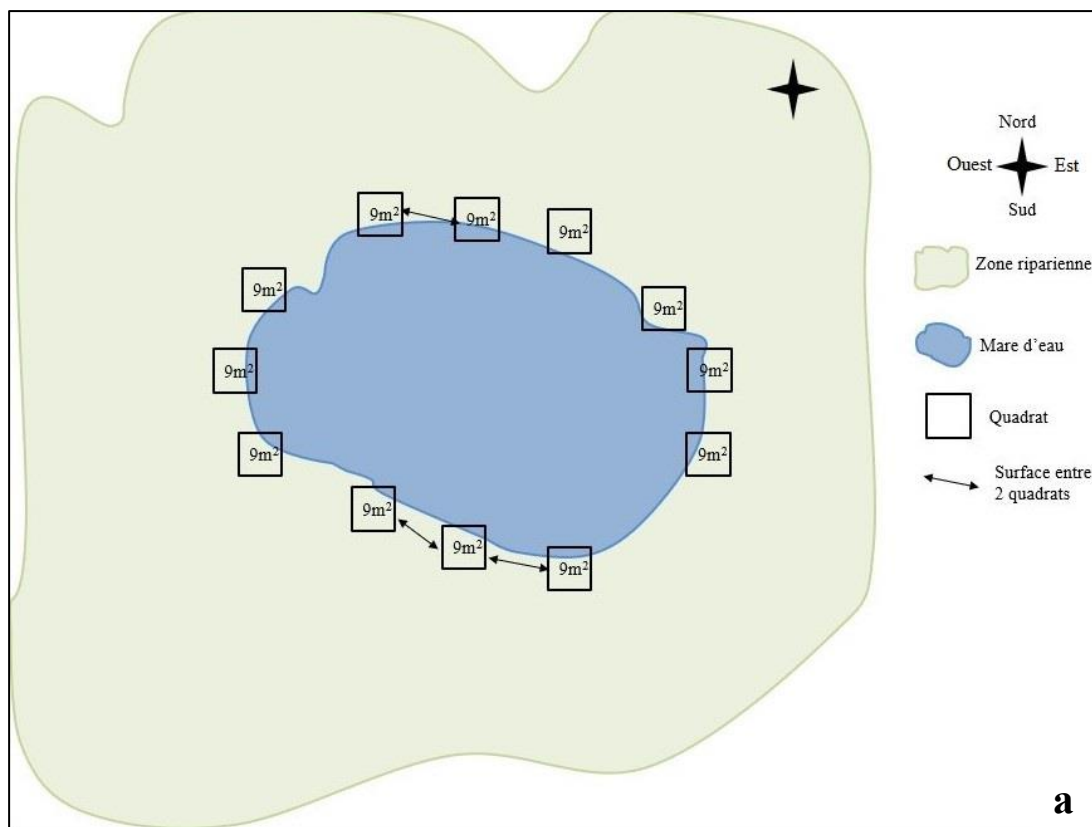 9m²
9m²
9m²
9m²
9m²
9m²
9m²
9m²
9m²
9m²
9m²
9m²
Nord
Ouest
Est
Sud
Zone riparienne
Mare d’eau
Quadrat
Surface entre
2 quadrats
a